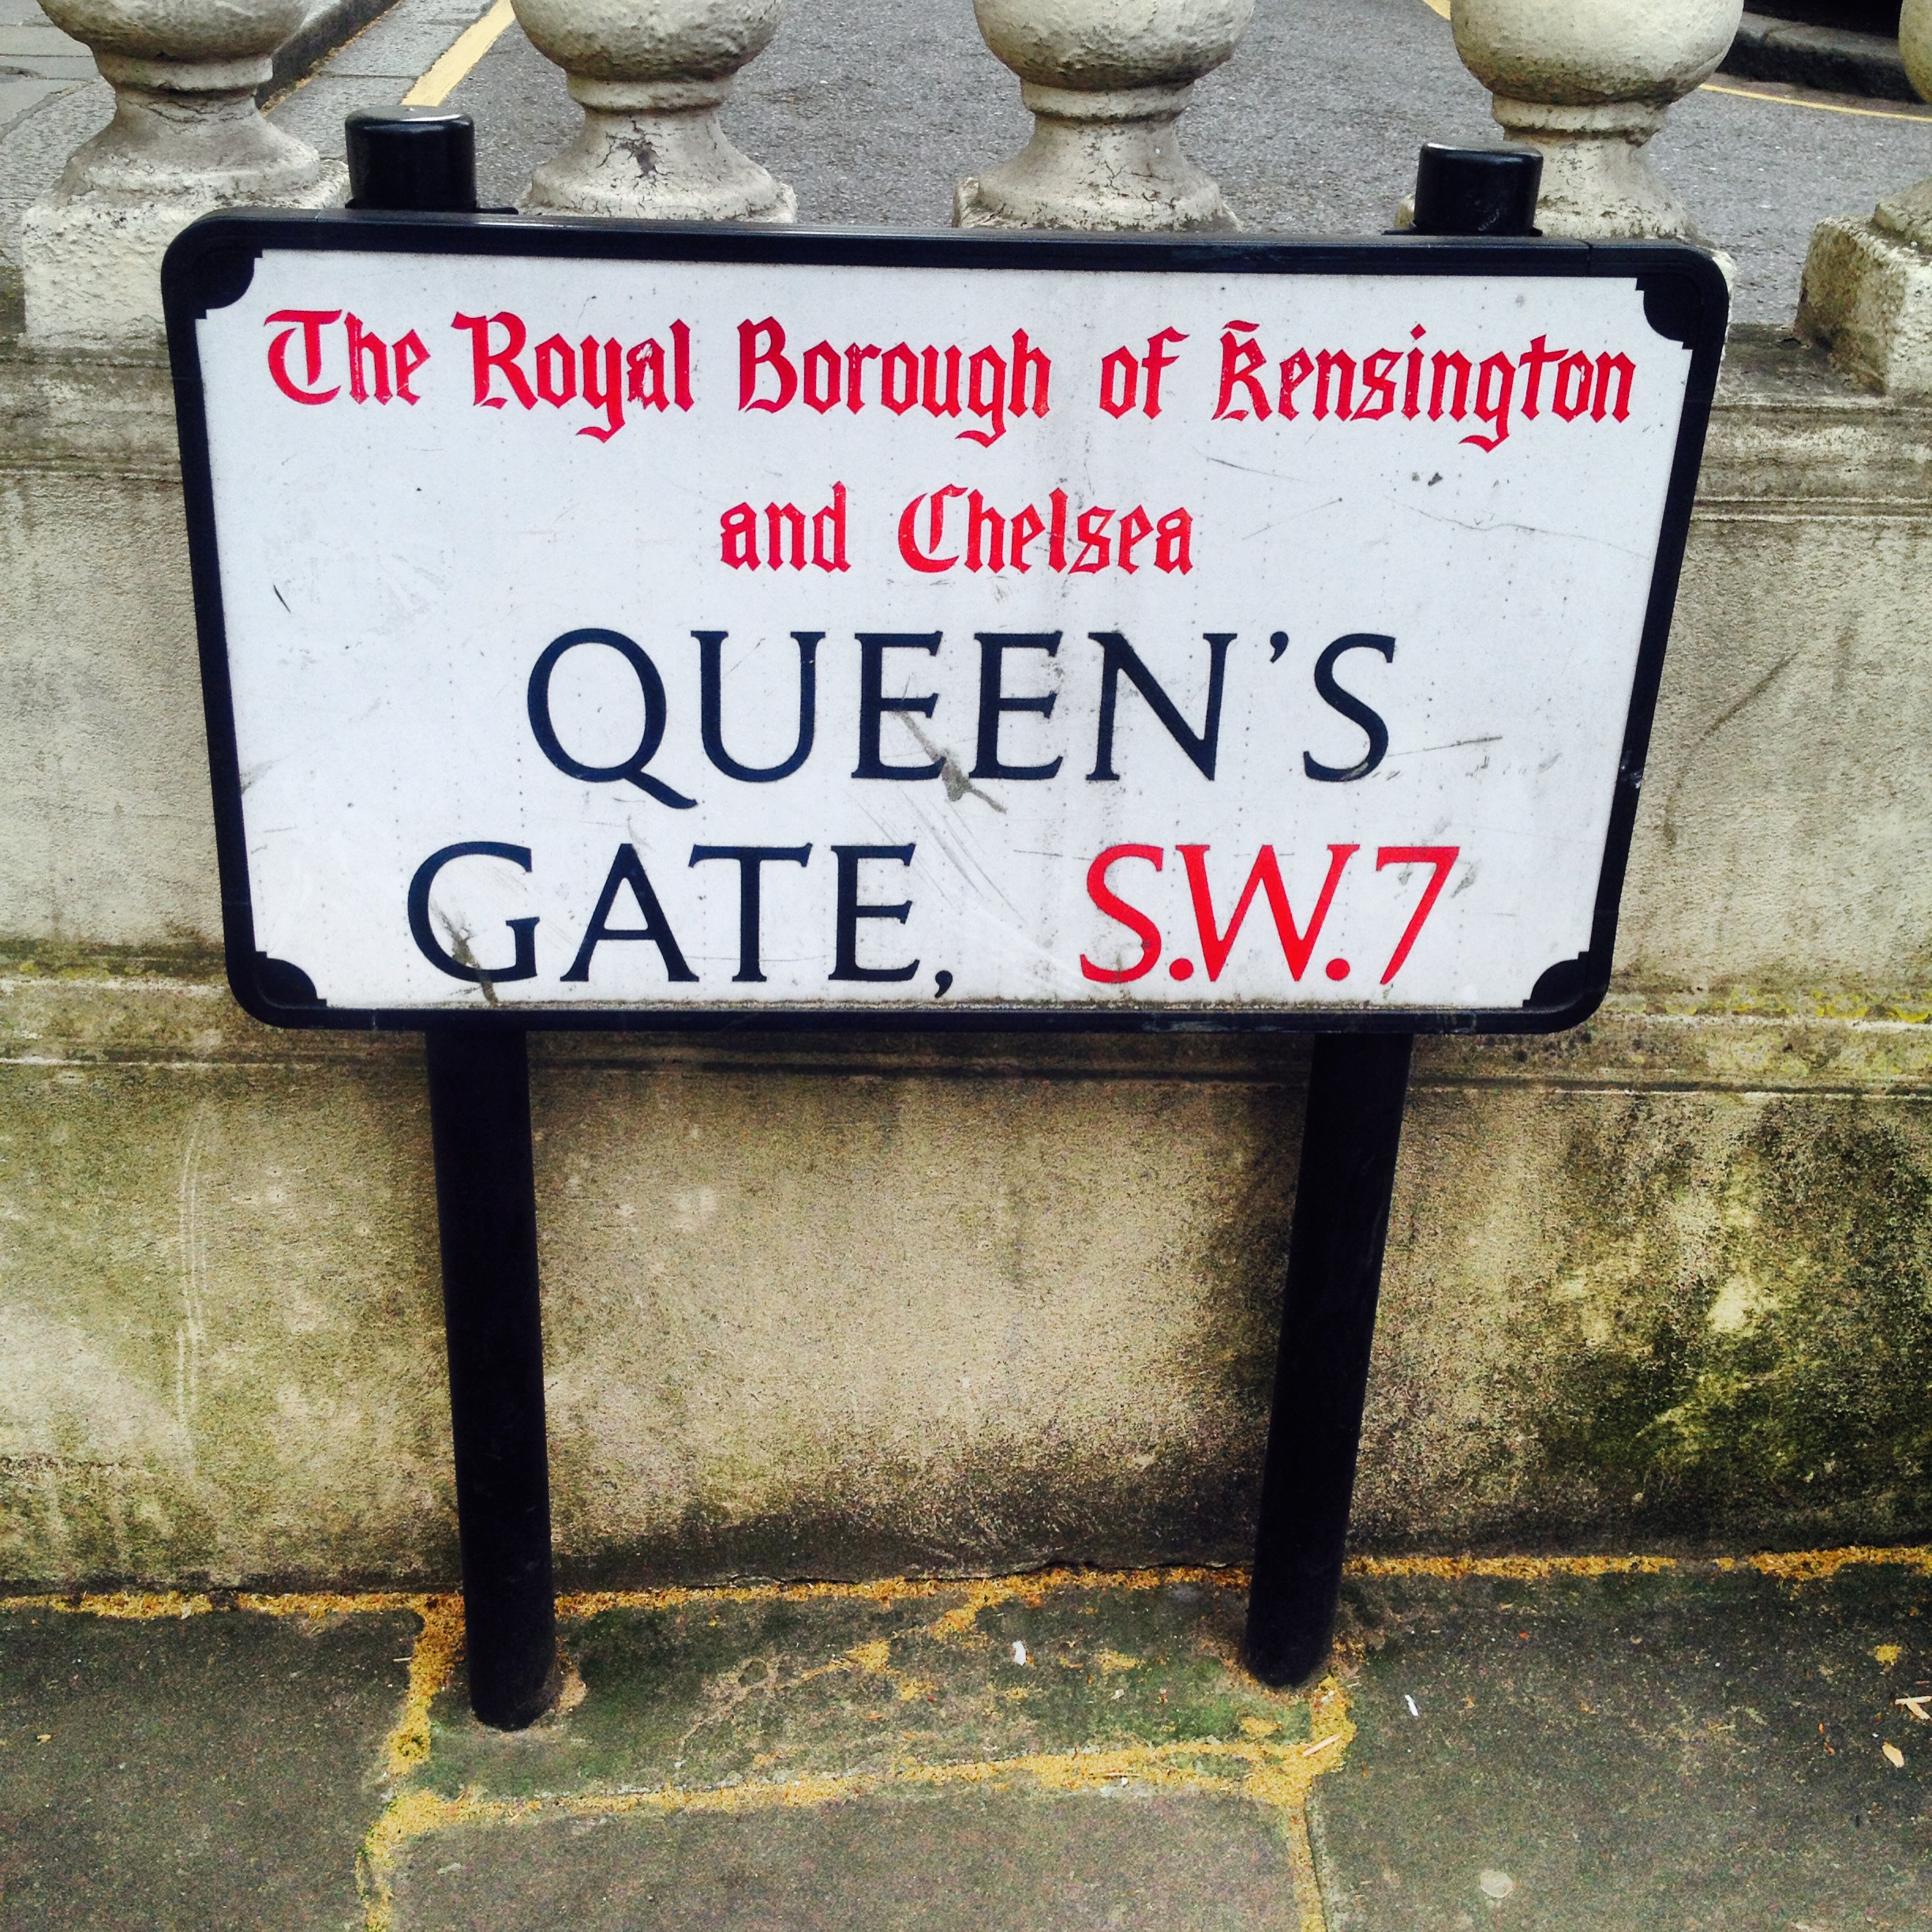 The Royal Borough of Kensington
and Chelsea
QUEEN'S
GATE, S.W.7